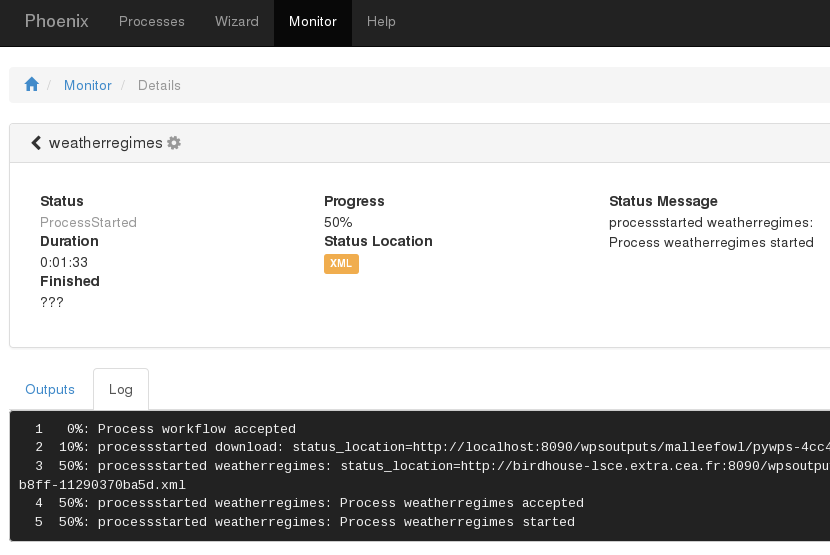 Phoenix Processes Wizard Monitor Help
/ Monitor / Details
weatherregimes
Status
ProcessStarted
Duration
0:01:33
Finished
???
Progress
50%
Status Location
XML
Status Message
processstarted weatherregimes:
Process weatherregimes started
Outputs Log
1 0%: Process workflow accepted
2 10%: processstarted download: status_location=http://localhost:8090/wpsoutputs/malleefowl/pywps-4cc4
3 50%: processstarted weatherregimes: status_location=http://birdhouse-lsce.extra.cea.fr:8090/wpsoutpu
b8ff-11290370ba5d.xml
4 50%: processstarted weatherregimes: Process weatherregimes accepted
5 50%: processstarted weatherregimes: Process weatherregimes started